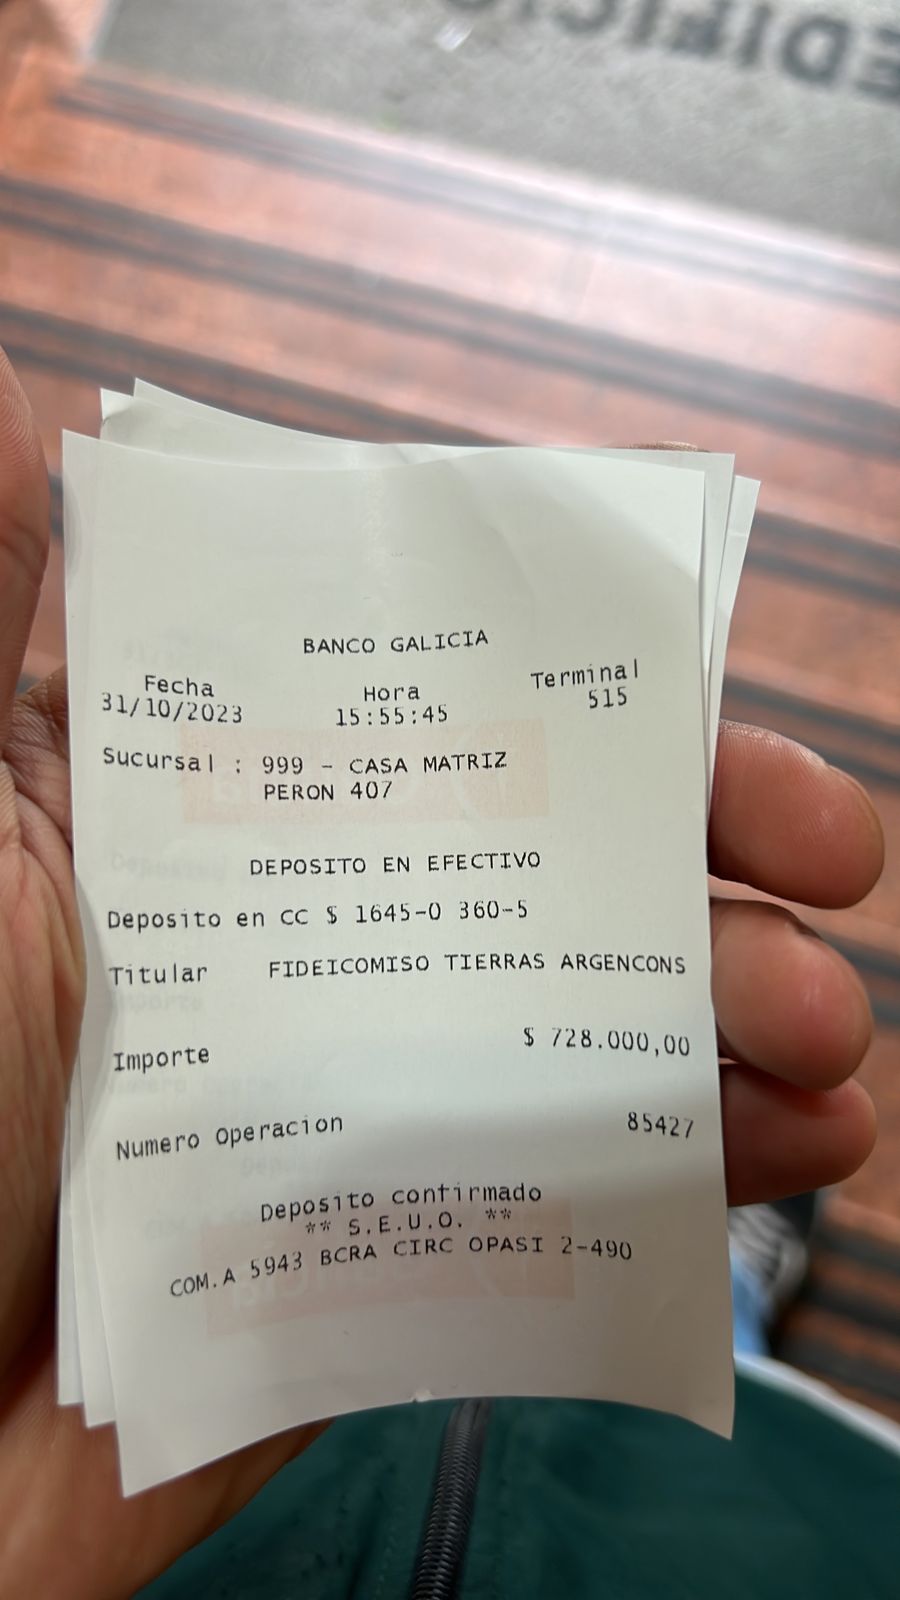 EDIFICIO
BANCO GALICIA
Fecha Hora Terminal
31/10/2023 15:55:45 515
Sucursal : 999 - CASA MATRIZ
PERON 407
DEPOSITO EN EFECTIVO
Deposito en CC $ 1645-0 360-5
Titular FIDEICOMISO TIERRAS ARGENCONS
Importe $ 728.000,00
Numero Operacion 85427
Deposito confirmado
** S.E.U.O. **
COM.A 5943 BCRA CIRC OPASI 2-490